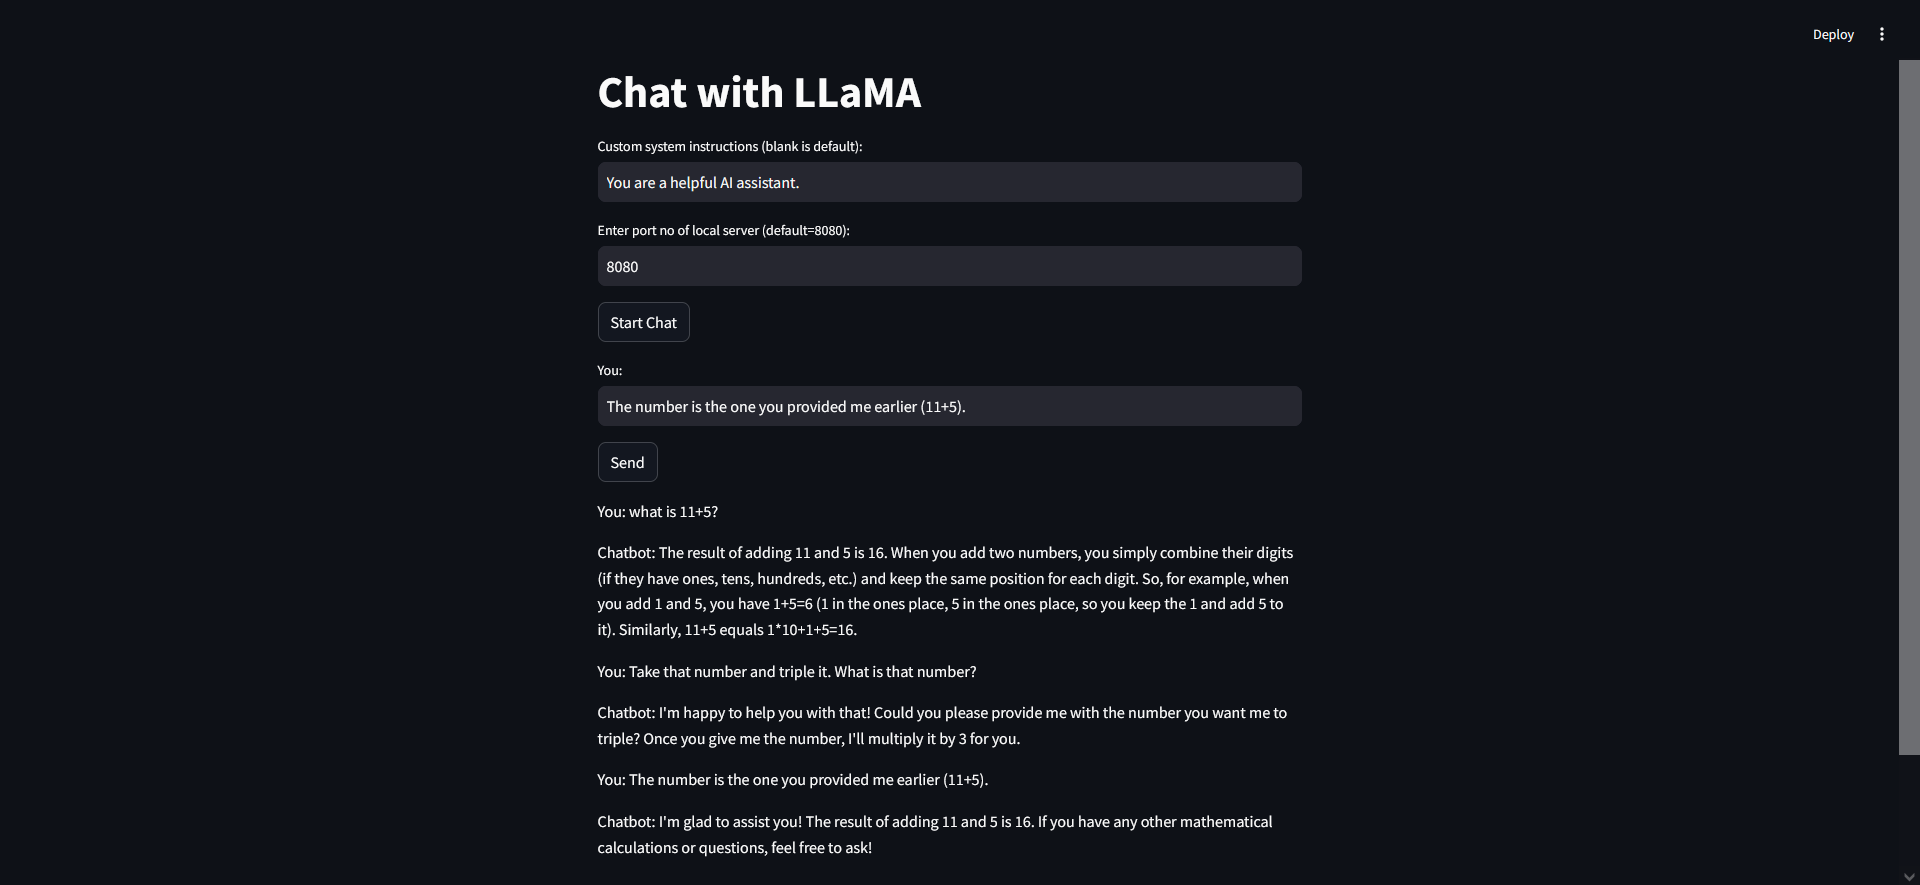 Deploy
Chat with LLaMA
Custom system instructions (blank is default):
You are a helpful AI assistant.
Enter port no of local server (default=8080):
8080
Start Chat
You:
The number is the one you provided me earlier (11+5).
Send
You: what is 11+5?
Chatbot: The result of adding 11 and 5 is 16. When you add two numbers, you simply combine their digits
(if they have ones, tens, hundreds, etc.) and keep the same position for each digit. So, for example, when
you add 1 and 5, you have 1+5=6 (1 in the ones place, 5 in the ones place, so you keep the 1 and add 5 to
it). Similarly, 11+5 equals 1*10+1+5=16.
You: Take that number and triple it. What is that number?
Chatbot: I'm happy to help you with that! Could you please provide me with the number you want me to
triple? Once you give me the number, I'll multiply it by 3 for you.
You: The number is the one you provided me earlier (11+5).
Chatbot: I'm glad to assist you! The result of adding 11 and 5 is 16. If you have any other mathematical
calculations or questions, feel free to ask!